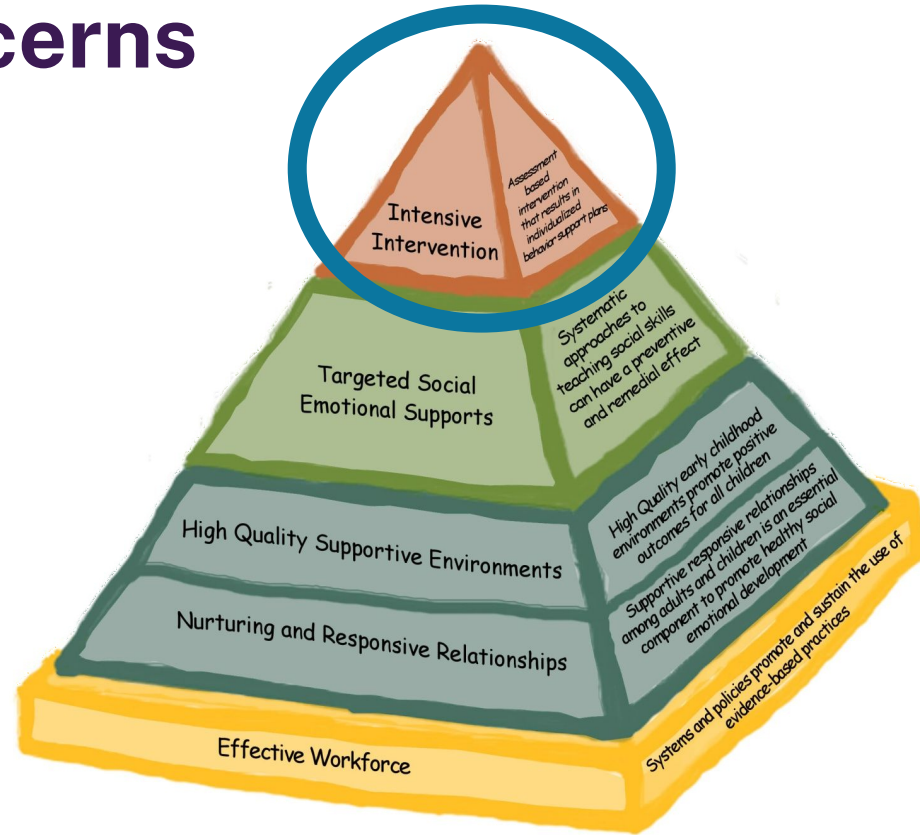 cerns
Intensive
Intervention
Assessment
based
intervention
that results in
individualized
behavior support plans
Targeted Social
Emotional Supports
Systematic
approaches to
teaching social skills
can have a preventive
and remedial effect
High Quality Supportive Environments
High Quality early childhood
environments promote positive
outcomes for all children
Nurturing and Responsive Relationships
Supportive responsive relationships
among adults and children is an essential
component to promote healthy social
emotional development
Effective Workforce
Systems and policies promote and sustain the use of
evidence-based practices